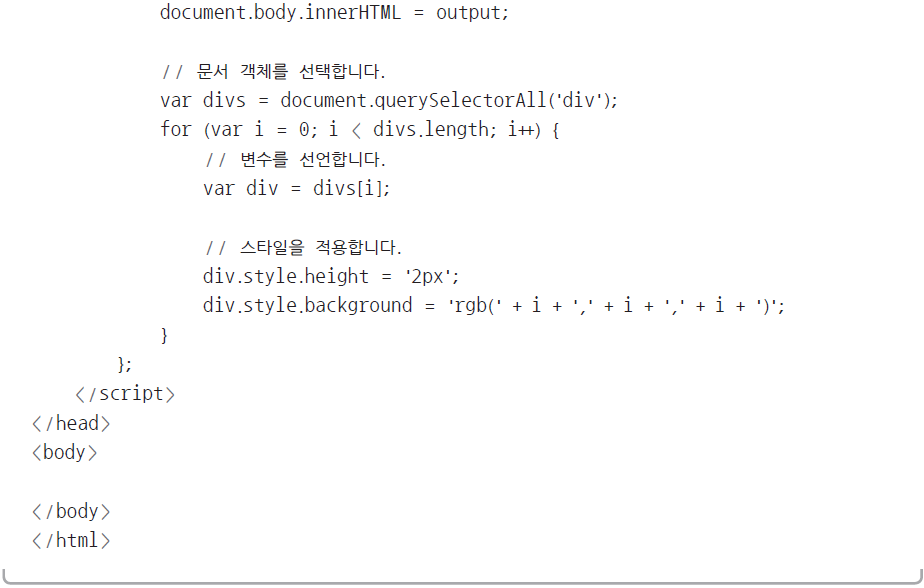 document.body.innerHTML = output;
// 문서 객체를 선택합니다.
var divs = document.querySelectorAll('div');
for (var i = 0; i < divs.length; i++) {
// 변수를 선언합니다.
var div = divs[i];
// 스타일을 적용합니다.
div.style.height = '2px';
div.style.background = 'rgb(' + i + ',' + i + ',' + i + ')';
}
};
</script>
</head>
<body>
</body>
</html>